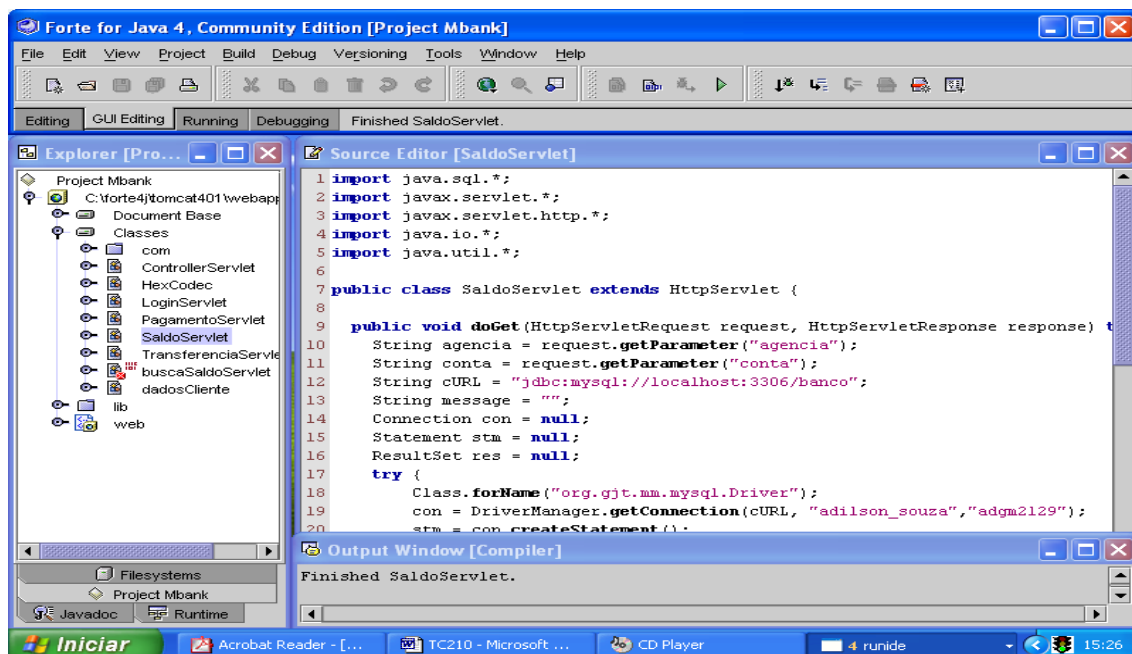 Forte for Java 4, Community Edition [Project Mbank]
File Edit View Project Build Debug Versioning Tools Window Help
Editing GUI Editing Running Debugging Finished SaldoServlet.
Explorer [Pro...
Project Mbank
C:\forte4j\tomcat401\webapp
Document Base
Classes
com
ControllerServlet
HexCodec
LoginServlet
PagamentoServlet
SaldoServlet
TransferenciaServle
buscaSaldoServlet
dadosCliente
lib
web
Filesystems
Project Mbank
Javadoc Runtime
Source Editor [SaldoServlet]
1 import java.sql.*;
2 import javax.servlet.*;
3 import javax.servlet.http.*;
4 import java.io.*;
5 import java.util.*;
6
7 public class SaldoServlet extends HttpServlet {
8
9 public void doGet(HttpServletRequest request, HttpServletResponse response) t
10 String agencia = request.getParameter("agencia");
11 String conta = request.getParameter("conta");
12 String cURL = "jdbc:mysql://localhost:3306/banco";
13 String message = "";
14 Connection con = null;
15 Statement stm = null;
16 ResultSet res = null;
17 try {
18 Class.forName("org.gjt.mm.mysql.Driver");
19 con = DriverManager.getConnection(cURL, "adilson_souza","adgm2129");
20 stm = con.createStatement();
Output Window [Compiler]
Finished SaldoServlet.
Iniciar Acrobat Reader - [... TC210 - Microsoft ... CD Player 4 runide 15:26